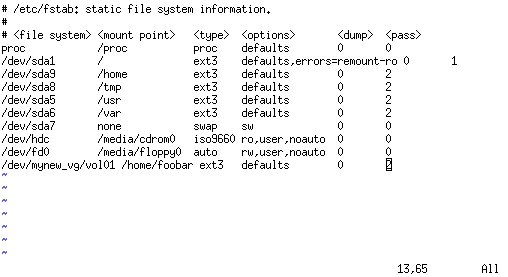 # /etc/fstab: static file system information.
#
# <file system> <mount point>   <type>  <options>       <dump>  <pass>
proc            /proc           proc    defaults        0       0
/dev/sda1       /               ext3    defaults,errors=remount-ro 0       1
/dev/sda9       /home           ext3    defaults        0       2
/dev/sda8       /tmp            ext3    defaults        0       2
/dev/sda5       /usr            ext3    defaults        0       2
/dev/sda6       /var            ext3    defaults        0       2
/dev/sda7       none            swap    sw              0       0
/dev/hdc        /media/cdrom0   iso9660 ro,user,noauto  0       0
/dev/fd0        /media/floppy0  auto    rw,user,noauto  0       0
/dev/mynew_vg/vol01 /home/foobar ext3   defaults        0       2
~
~
~
~
~
~
~
13,65         All